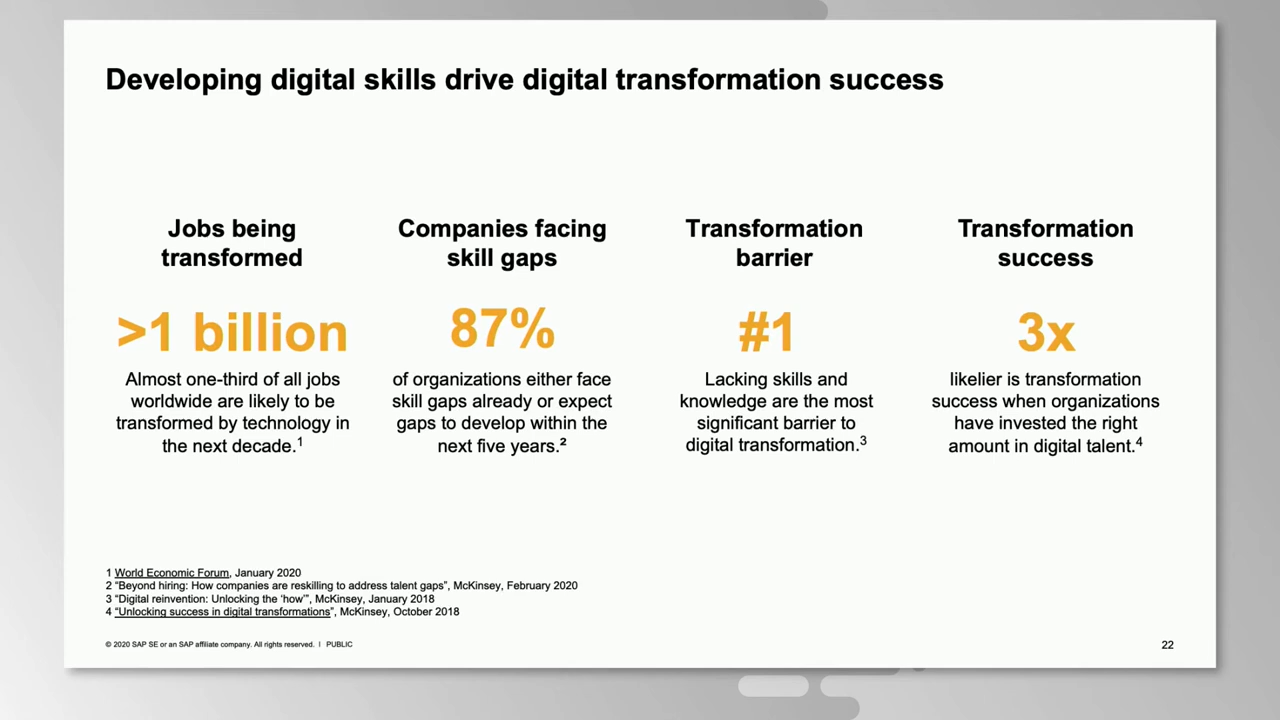 Developing digital skills drive digital transformation success
Jobs being
transformed
>1 billion
Almost one-third of all jobs
worldwide are likely to be
transformed by technology in
the next decade.1
Companies facing
skill gaps
87%
of organizations either face
skill gaps already or expect
gaps to develop within the
next five years.²
Transformation
barrier
#1
Lacking skills and
knowledge are the most
significant barrier to
digital transformation.3
Transformation
success
3x
likelier is transformation
success when organizations
have invested the right
amount in digital talent.4
1 World Economic Forum, January 2020
2 “Beyond hiring: How companies are reskilling to address talent gaps”, McKinsey, February 2020
3 “Digital reinvention: Unlocking the ‘how’”, McKinsey, January 2018
4 “Unlocking success in digital transformations”, McKinsey, October 2018
© 2020 SAP SE or an SAP affiliate company. All rights reserved. | PUBLIC
22